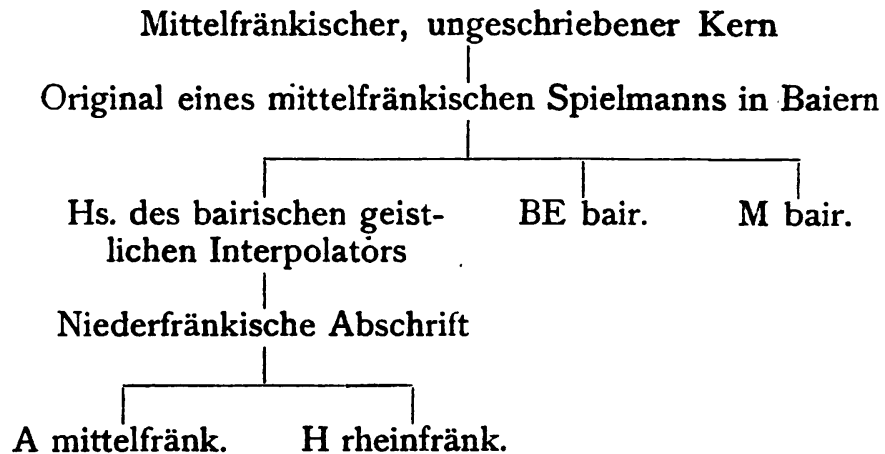 Mittelfränkischer, ungeschriebener Kern
Original eines mittelfränkischen Spielmanns in Baiern
Hs. des bairischen geist-
lichen Interpolators
BE bair.
M bair.
Niederfränkische Abschrift
A mittelfränk.
H rheinfränk.